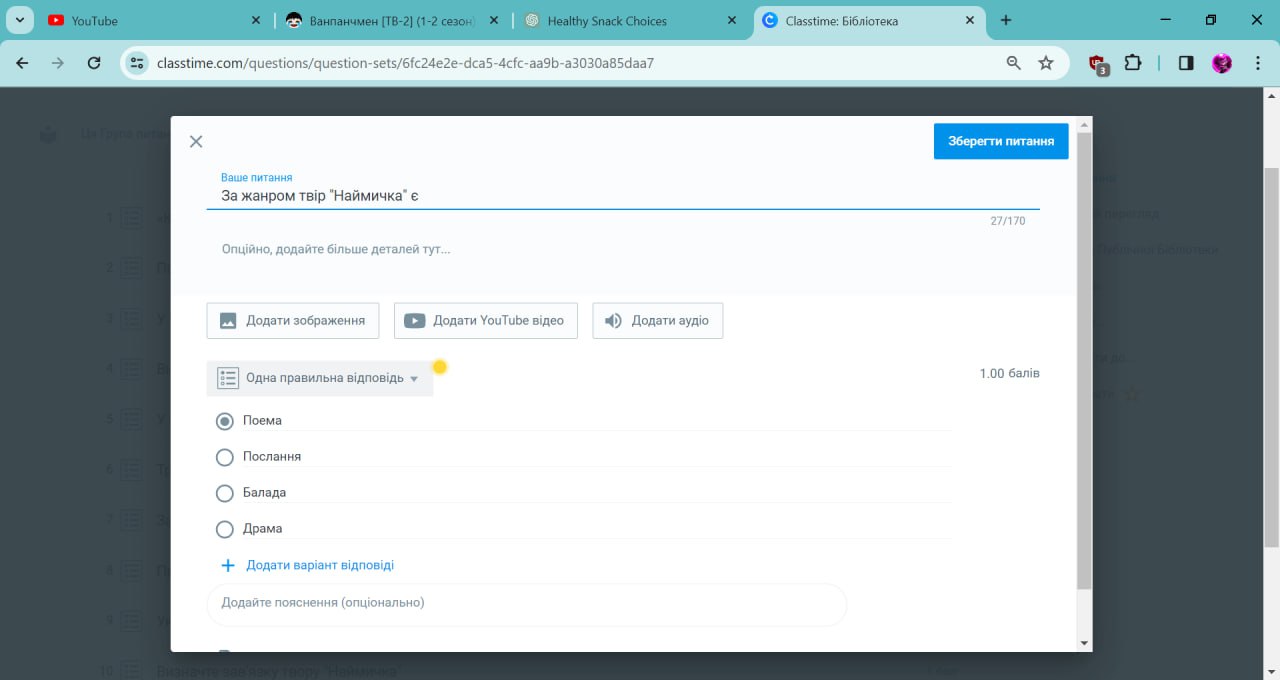 YouTube
Ванпанчмен [ТВ-2] (1-2 сезон)
Healthy Snack Choices
Classtime: Бібліотека
classtime.com/questions/question-sets/6fc24e2e-dca5-4cfc-aa9b-a3030a85daa7
3
Зберегти питання
Ваше питання
За жанром твір "Наймичка" є
27/170
Опційно, додайте більше деталей тут...
Додати зображення
Додати YouTube відео
Додати аудіо
Одна правильна відповідь
1.00 балів
Поема
Послання
Балада
Драма
Додати варіант відповіді
Додайте пояснення (опціонально)
1
2
3
4
5
6
7
8
9
10 Визначте зав'язку твору "Наймичка"